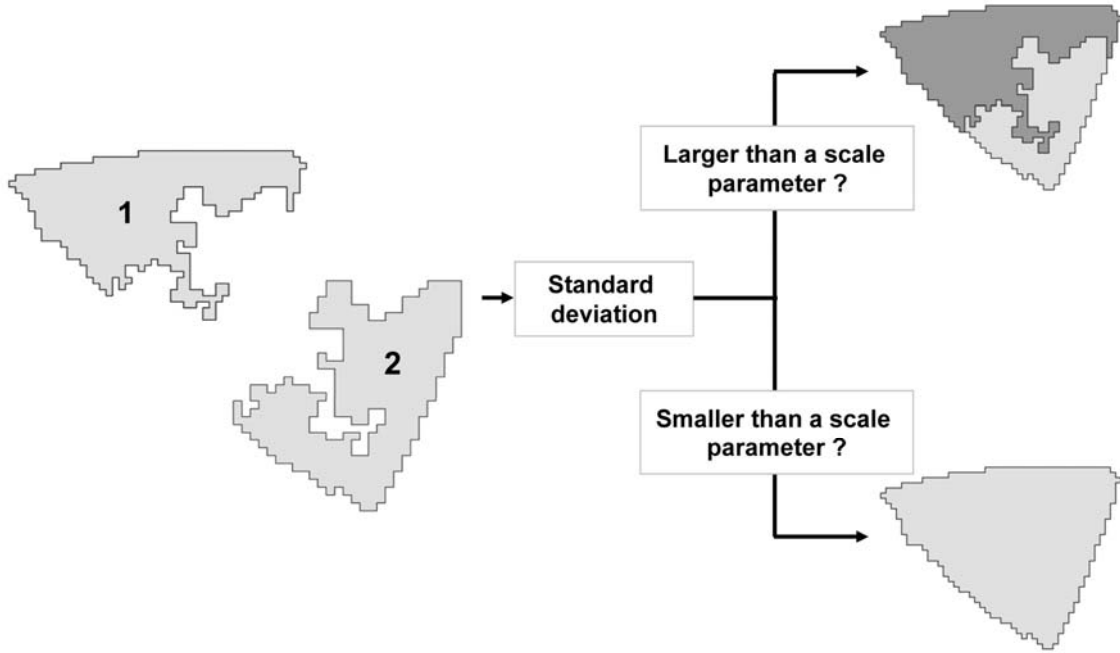 1
2
Standard
deviation
Larger than a scale
parameter ?
Smaller than a scale
parameter ?